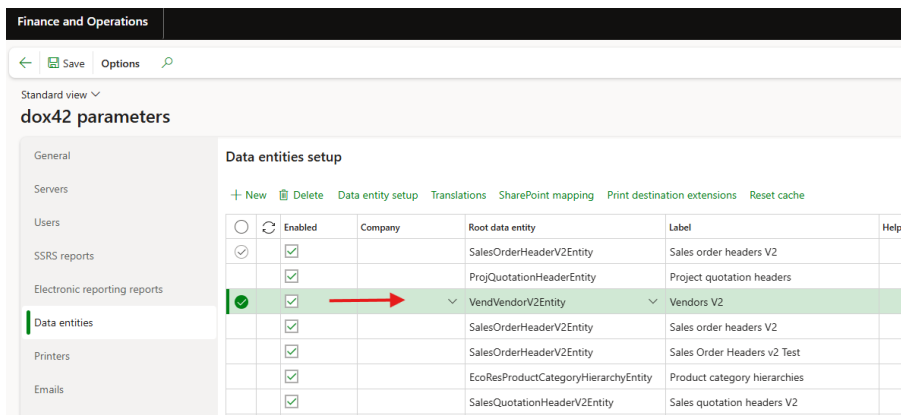 Finance and Operations
Save Options
Standard view
dox42 parameters
General
Servers
Users
SSRS reports
Electronic reporting reports
Data entities
Printers
Emails
Data entities setup
New Delete Data entity setup Translations SharePoint mapping Print destination extensions Reset cache
Enabled Company Root data entity Label Help
SalesOrderHeaderV2Entity Sales order headers V2
ProjQuotationHeaderEntity Project quotation headers
VendVendorV2Entity Vendors V2
SalesOrderHeaderV2Entity Sales order headers V2
SalesOrderHeaderV2Entity Sales Order Headers v2 Test
EcoResProductCategoryHierarchyEntity Product category hierarchies
SalesQuotationHeaderV2Entity Sales quotation headers V2